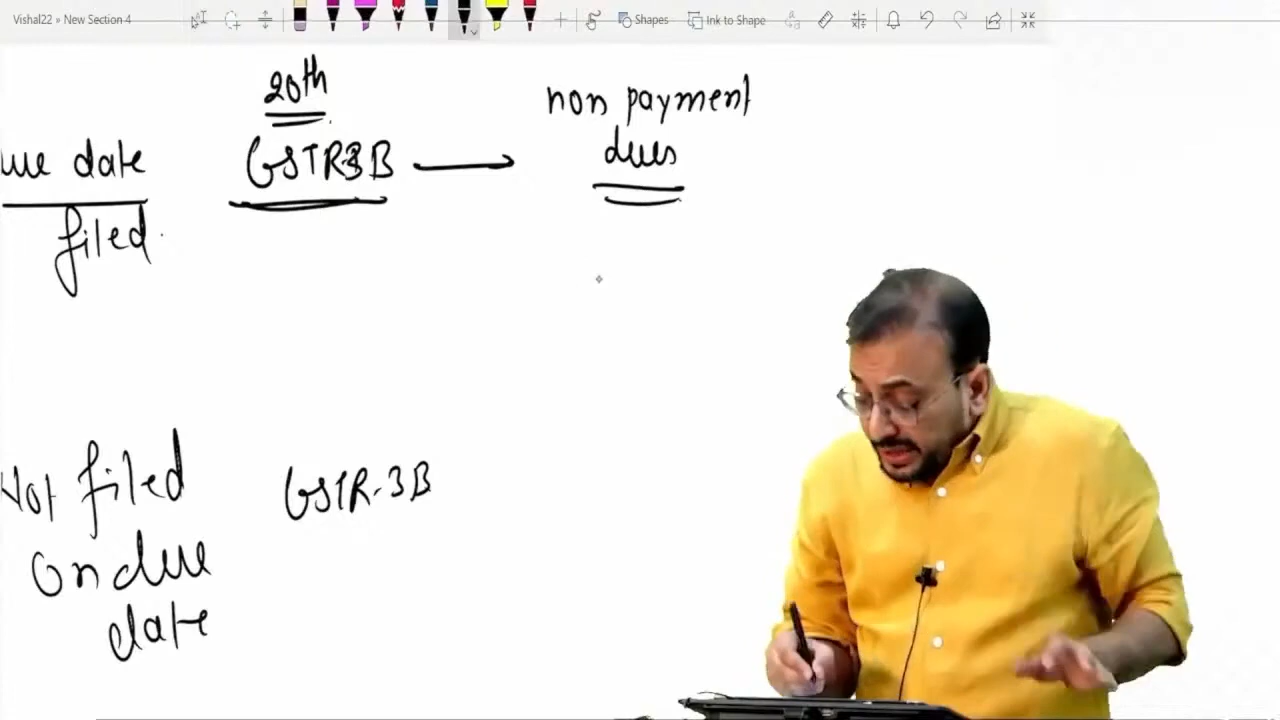 Vishal22 » New Section 4
Shapes
Ink to Shape
20th
non payment
ue date GSTR3B dues
filed.
Not filed GSTR-3B
on due
date